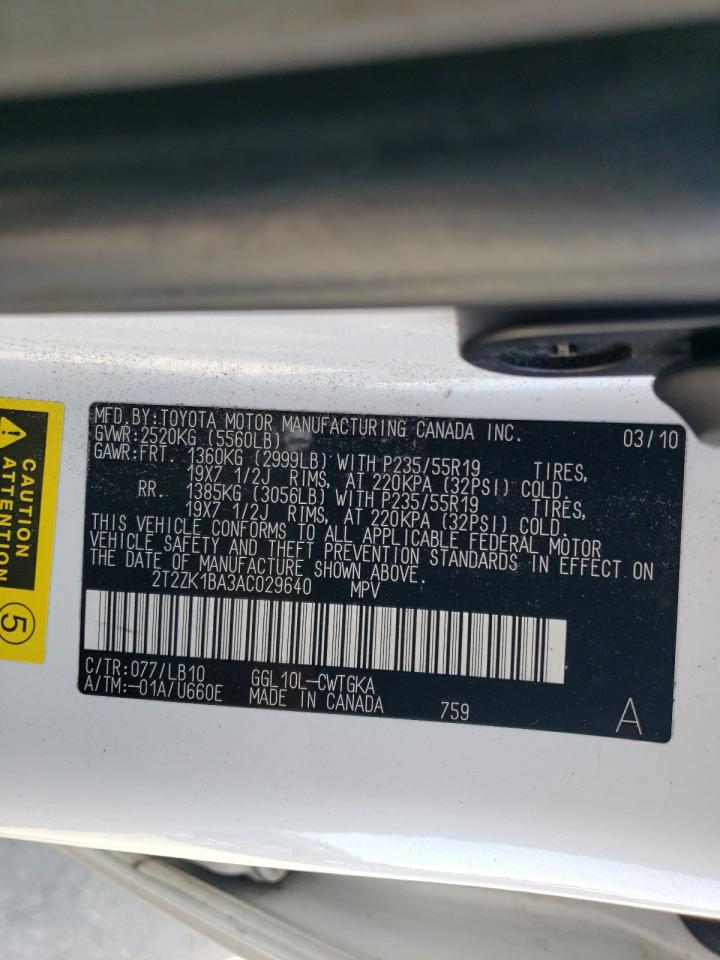 MFD.BY:TOYOTA MOTOR MANUFACTURING CANADA INC. 03/10
GVWR:2520KG (5560LB)
GAWR:FRT. 1360KG (2999LB) WITH P235/55R19 TIRES,
19X7 1/2J RIMS, AT 220KPA (32PSI) COLD.
RR. 1385KG (3056LB) WITH P235/55R19 TIRES,
19X7 1/2J RIMS, AT 220KPA (32PSI) COLD.
THIS VEHICLE CONFORMS TO ALL APPLICABLE FEDERAL MOTOR
VEHICLE SAFETY AND THEFT PREVENTION STANDARDS IN EFFECT ON
THE DATE OF MANUFACTURE SHOWN ABOVE.
2T2ZK1BA3AC029640 MPV
C/TR:077/LB10 GGL10L-CWTGKA
A/TM:-01A/U660E MADE IN CANADA 759 A
CAUTION
5